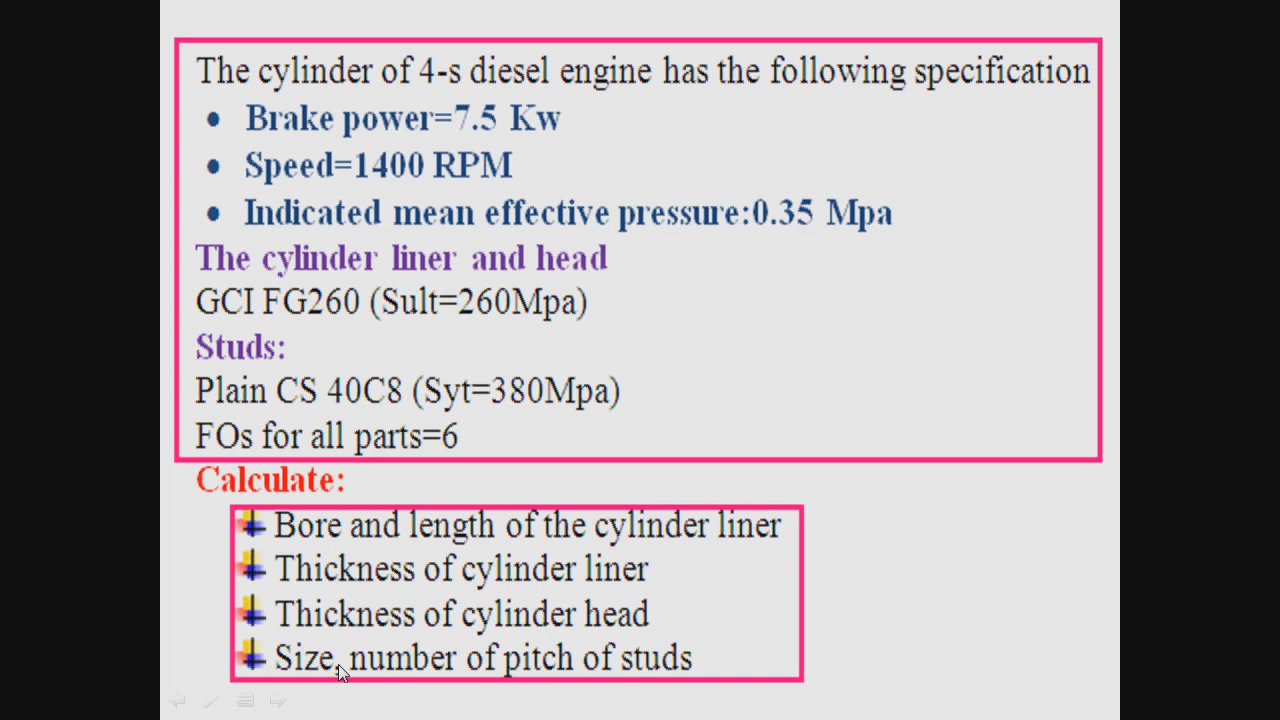 The cylinder of 4-s diesel engine has the following specification
Brake power=7.5 Kw
Speed=1400 RPM
Indicated mean effective pressure:0.35 Mpa
The cylinder liner and head
GCI FG260 (Sult=260Mpa)
Studs:
Plain CS 40C8 (Syt=380Mpa)
FOs for all parts=6
Calculate:
Bore and length of the cylinder liner
Thickness of cylinder liner
Thickness of cylinder head
Size, number of pitch of studs